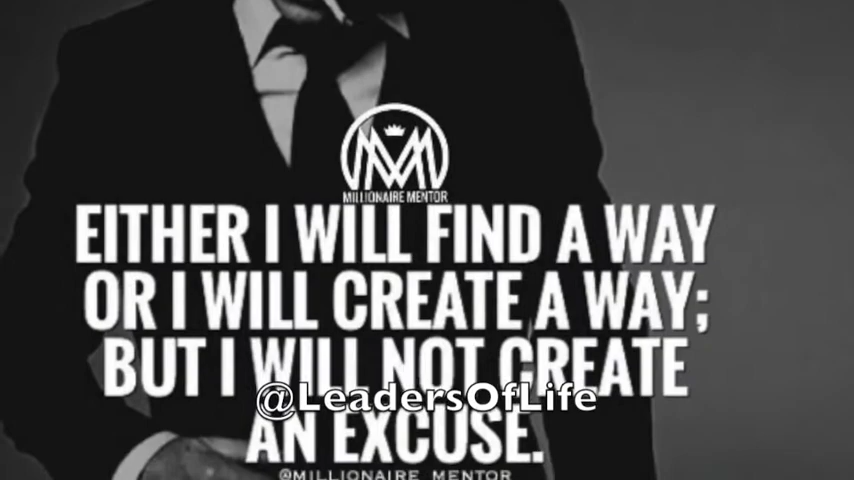 MILLIONAIRE MENTOR
EITHER I WILL FIND A WAY
OR I WILL CREATE A WAY;
BUT I WILL NOT CREATE
@LeadersOfLife
AN EXCUSE.
@MILLIONAIRE_MENTOR